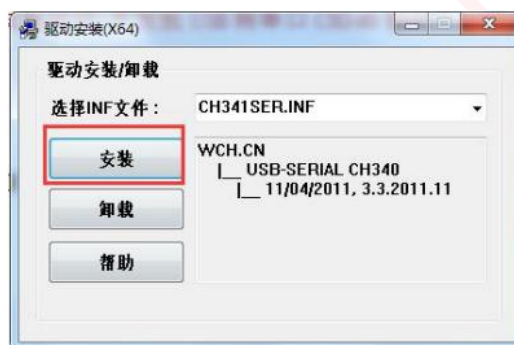 驱动安装(X64)
驱动安装/卸载
选择INF文件：
CH341SER.INF
安装
卸载
帮助
WCH.CN
|__ USB-SERIAL CH340
|__ 11/04/2011, 3.3.2011.11